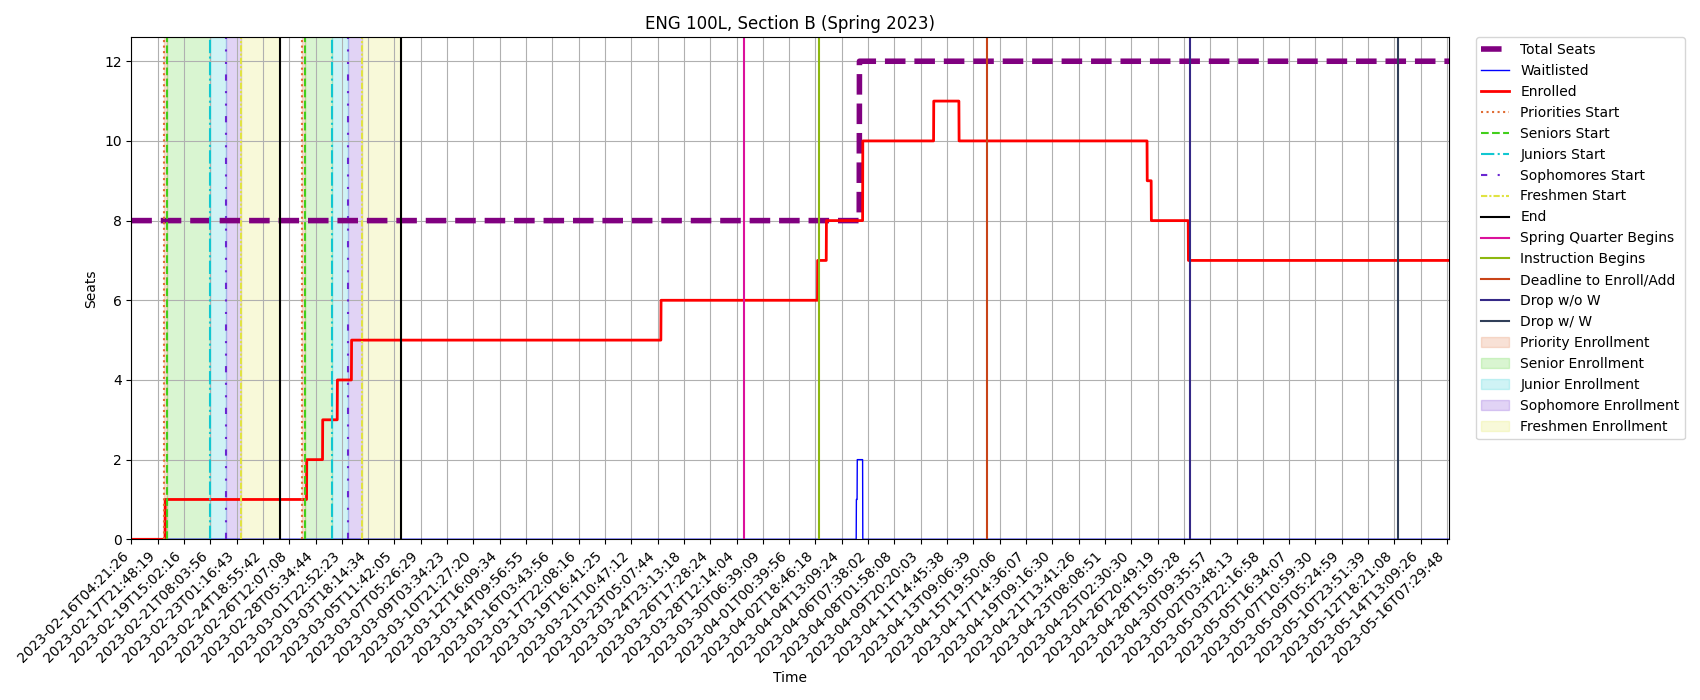 ENG 100L, Section B (Spring 2023)
Seats
12
10
8
6
4
2
0
2023-02-16T04:21:26
2023-02-17T21:48:19
2023-02-19T15:02:16
2023-02-21T08:03:56
2023-02-23T01:16:43
2023-02-24T18:55:42
2023-02-26T12:07:08
2023-02-28T05:34:44
2023-03-01T22:52:23
2023-03-03T18:14:34
2023-03-05T11:42:05
2023-03-07T05:26:29
2023-03-09T03:34:23
2023-03-10T21:27:20
2023-03-12T16:09:34
2023-03-14T09:56:55
2023-03-16T03:43:56
2023-03-17T22:08:16
2023-03-19T16:41:25
2023-03-21T10:47:12
2023-03-23T05:07:44
2023-03-24T23:13:18
2023-03-26T17:28:24
2023-03-28T12:14:04
2023-03-30T06:39:09
2023-04-01T00:39:56
2023-04-02T18:46:18
2023-04-04T13:09:24
2023-04-06T07:38:02
2023-04-08T01:58:08
2023-04-09T20:20:03
2023-04-11T14:45:38
2023-04-13T09:06:39
2023-04-15T19:50:06
2023-04-17T14:36:07
2023-04-19T09:16:30
2023-04-21T13:41:26
2023-04-23T08:08:51
2023-04-25T02:30:30
2023-04-26T20:49:19
2023-04-28T15:05:28
2023-04-30T09:35:57
2023-05-02T03:48:13
2023-05-03T22:16:58
2023-05-05T16:34:07
2023-05-07T10:59:30
2023-05-09T05:24:59
2023-05-10T23:51:39
2023-05-12T18:21:08
2023-05-14T13:09:26
2023-05-16T07:29:48
Time
Total Seats
Waitlisted
Enrolled
Priorities Start
Seniors Start
Juniors Start
Sophomores Start
Freshmen Start
End
Spring Quarter Begins
Instruction Begins
Deadline to Enroll/Add
Drop w/o W
Drop w/ W
Priority Enrollment
Senior Enrollment
Junior Enrollment
Sophomore Enrollment
Freshmen Enrollment